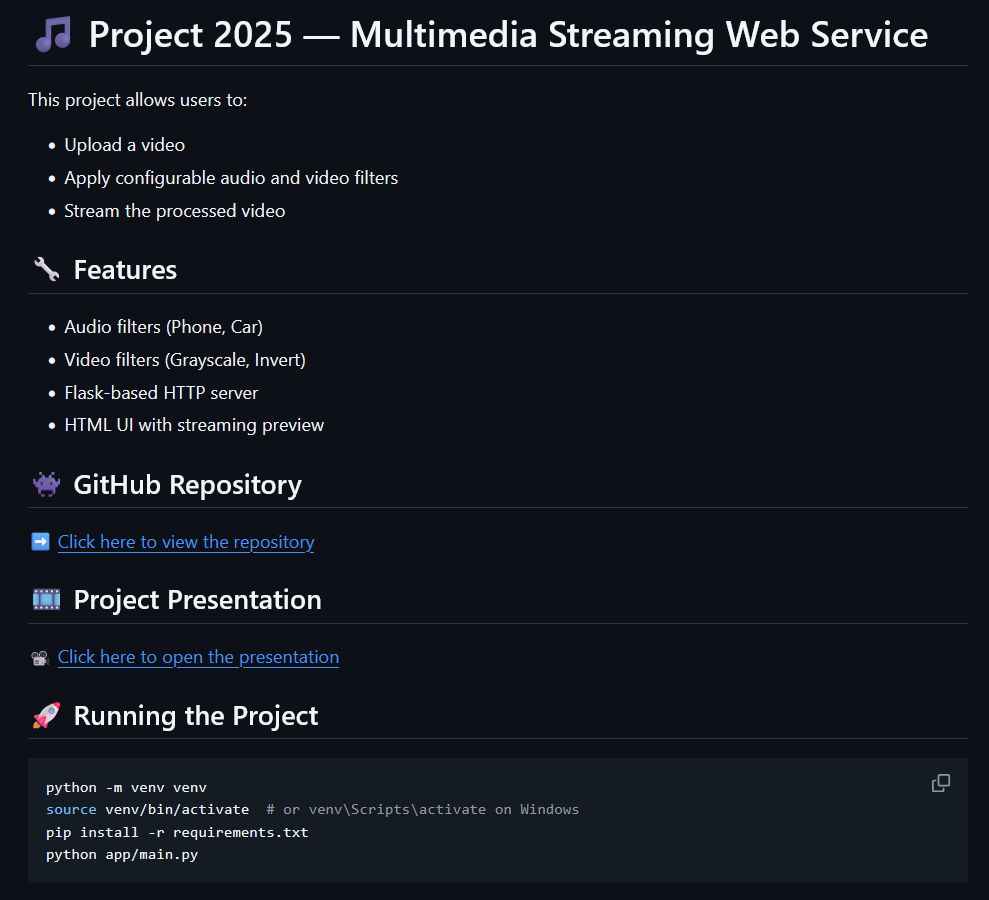 Project 2025 — Multimedia Streaming Web Service
This project allows users to:
Upload a video
Apply configurable audio and video filters
Stream the processed video
Features
Audio filters (Phone, Car)
Video filters (Grayscale, Invert)
Flask-based HTTP server
HTML UI with streaming preview
GitHub Repository
Click here to view the repository
Project Presentation
Click here to open the presentation
Running the Project
python -m venv venv
source venv/bin/activate  # or venv\Scripts\activate on Windows
pip install -r requirements.txt
python app/main.py